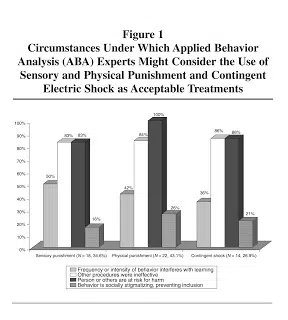 Figure 1
Circumstances Under Which Applied Behavior
Analysis (ABA) Experts Might Consider the Use of
Sensory and Physical Punishment and Contingent
Electric Shock as Acceptable Treatments
100%
90%
80%
70%
60%
50%
40%
30%
20%
10%
0%
50%
83%
83%
16%
42%
84%
100%
26%
36%
86%
86%
21%
Sensory punishment (N = 18, 34.6%)
Physical punishment (N = 22, 43.1%)
Contingent shock (N = 14, 26.9%)
Frequency or intensity of behavior interferes with learning
Other procedures were ineffective
Person or others are at risk for harm
Behavior is socially stigmatizing, preventing inclusion